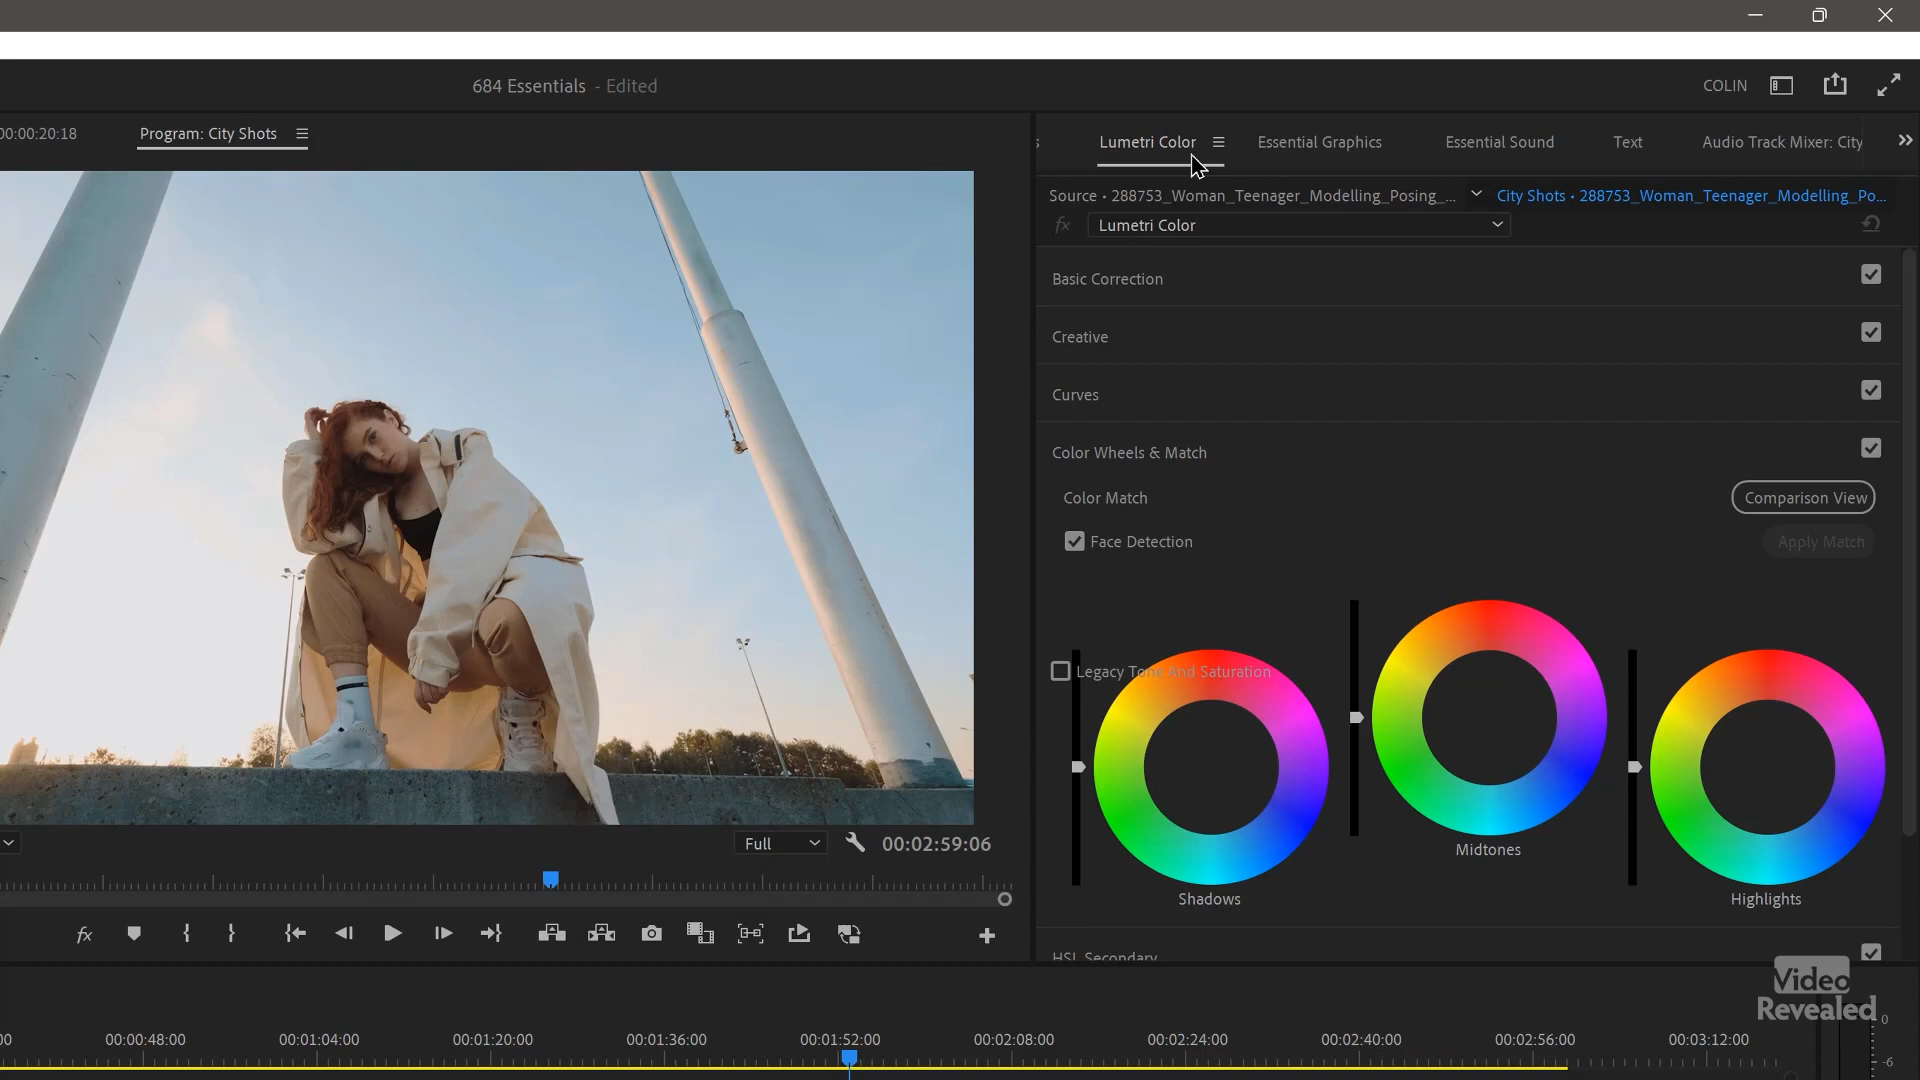 684 Essentials - Edited
COLIN
00:00:20:18
Program: City Shots
Lumetri Color
Essential Graphics
Essential Sound
Text
Audio Track Mixer: City
Source • 288753_Woman_Teenager_Modelling_Posing_...
City Shots • 288753_Woman_Teenager_Modelling_Po...
fx
Lumetri Color
Basic Correction
Creative
Curves
Color Wheels & Match
Color Match
Comparison View
Face Detection
Apply Match
Legacy Tone And Saturation
Midtones
Shadows
Highlights
HSL Secondary
Full
00:02:59:06
fx
Video
Revealed
00:00:48:00
00:01:04:00
00:01:20:00
00:01:36:00
00:01:52:00
00:02:08:00
00:02:24:00
00:02:40:00
00:02:56:00
00:03:12:00
0
-6